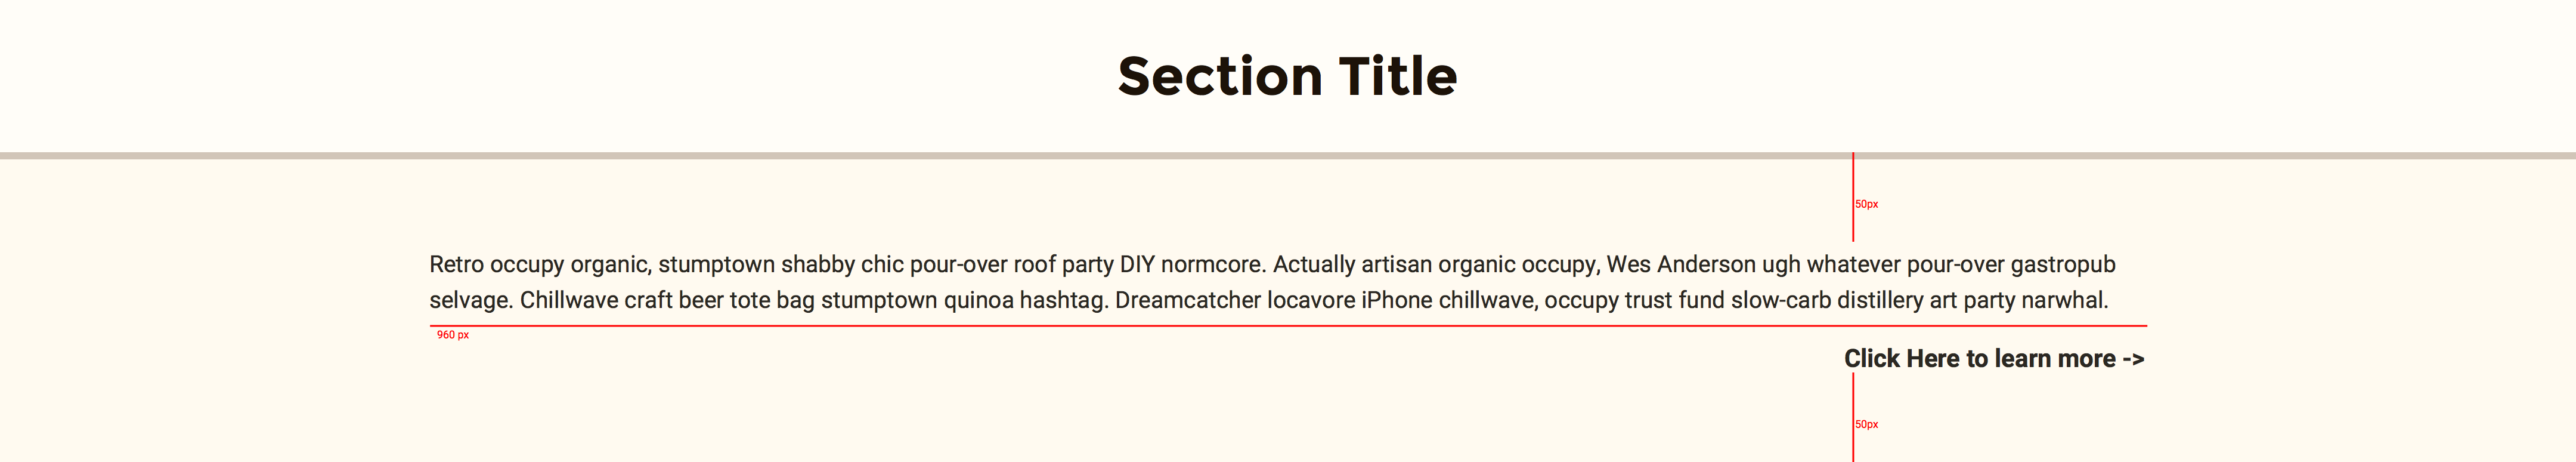 Section Title
50px
Retro occupy organic, stumptown shabby chic pour-over roof party DIY normcore. Actually artisan organic occupy, Wes Anderson ugh whatever pour-over gastropub
selvage. Chillwave craft beer tote bag stumptown quinoa hashtag. Dreamcatcher locavore iPhone chillwave, occupy trust fund slow-carb distillery art party narwhal.
960 px
Click Here to learn more ->
50px